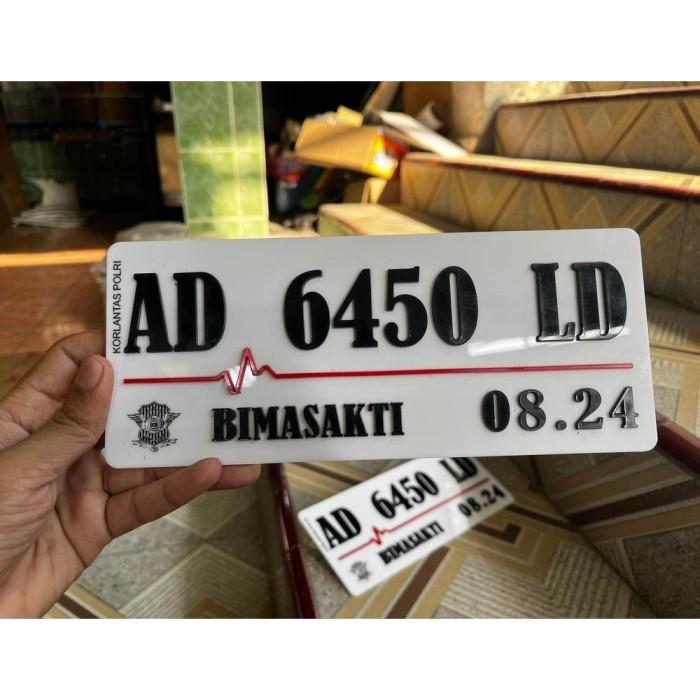 KORLANTAS POLRI
AD 6450 LD
BIMASAKTI 08.24
AD 6450 LD
BIMASAKTI 08.24